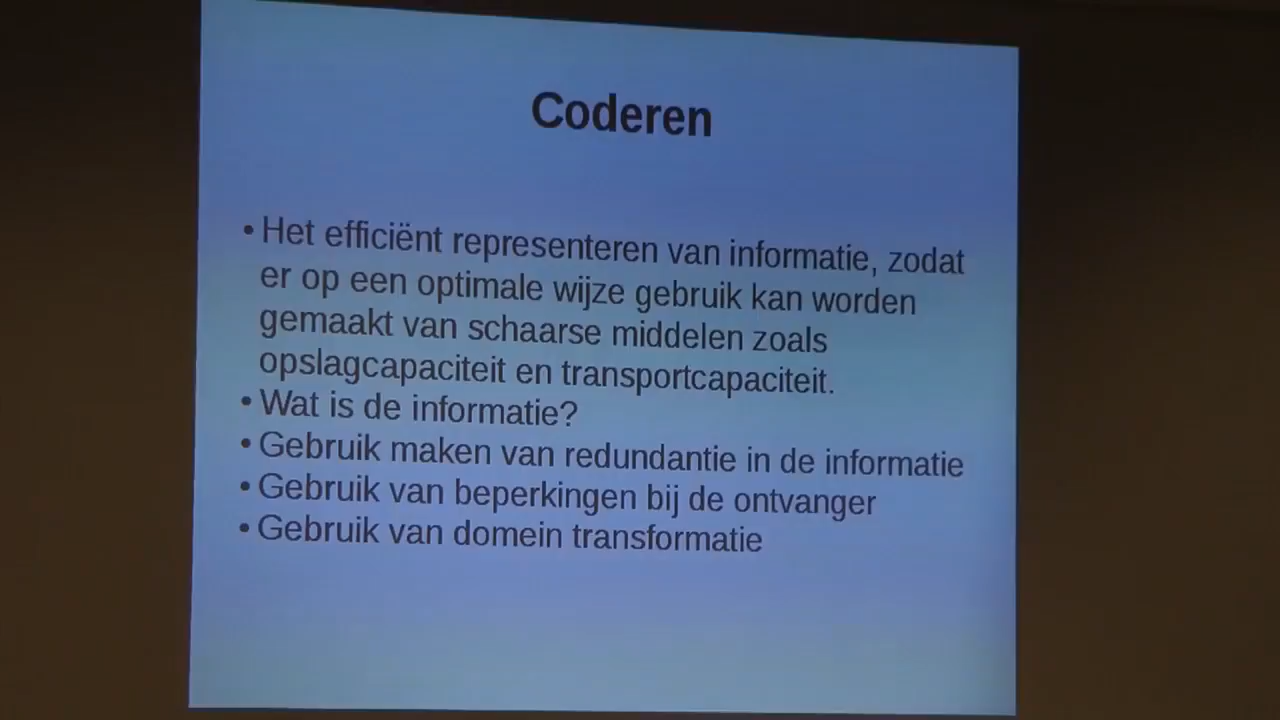 Coderen
• Het efficiënt representeren van informatie, zodat
er op een optimale wijze gebruik kan worden
gemaakt van schaarse middelen zoals
opslagcapaciteit en transportcapaciteit.
• Wat is de informatie?
• Gebruik maken van redundantie in de informatie
• Gebruik van beperkingen bij de ontvanger
• Gebruik van domein transformatie